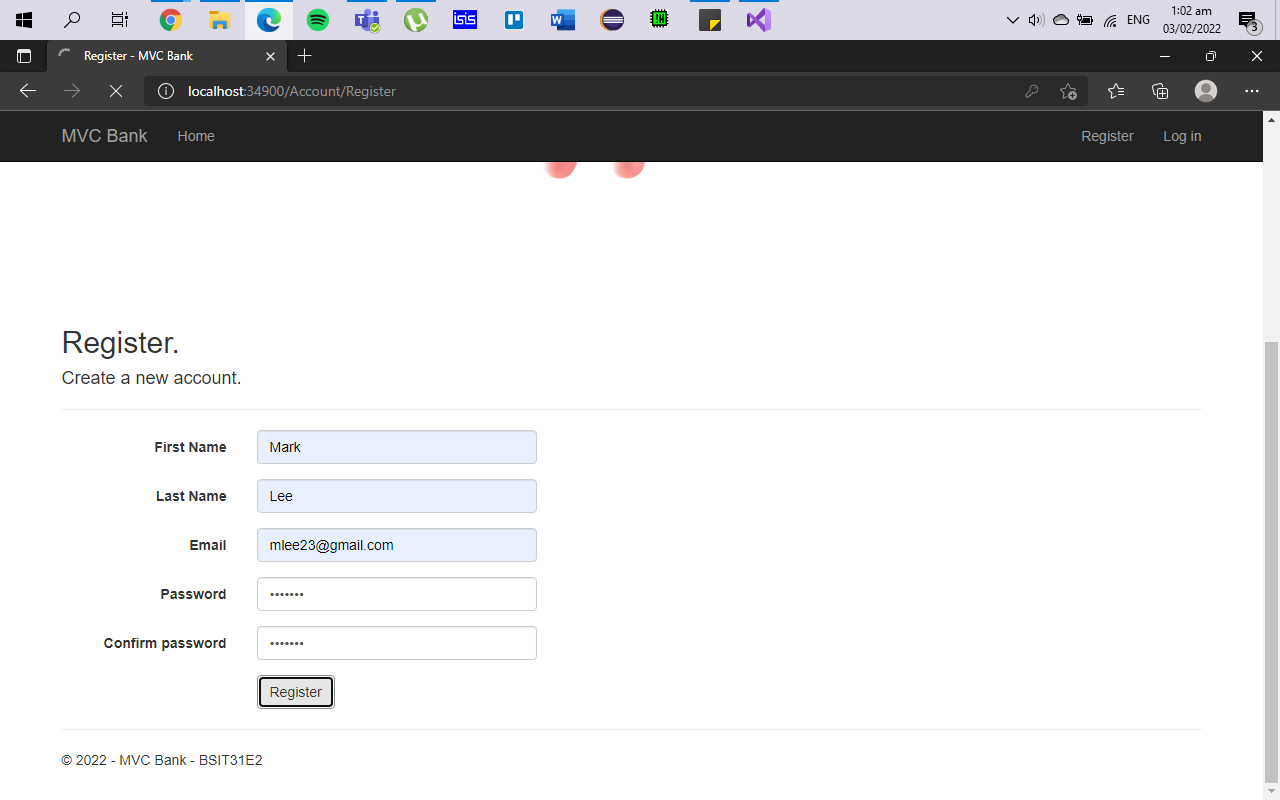 1:02 am
ENG
03/02/2022
3
isis
W
Register - MVC Bank
localhost:34900/Account/Register
MVC Bank
Home
Register
Log in
Register.
Create a new account.
First Name
Mark
Last Name
Lee
Email
mlee23@gmail.com
Password
•••••••
Confirm password
•••••••
Register
© 2022 - MVC Bank - BSIT31E2